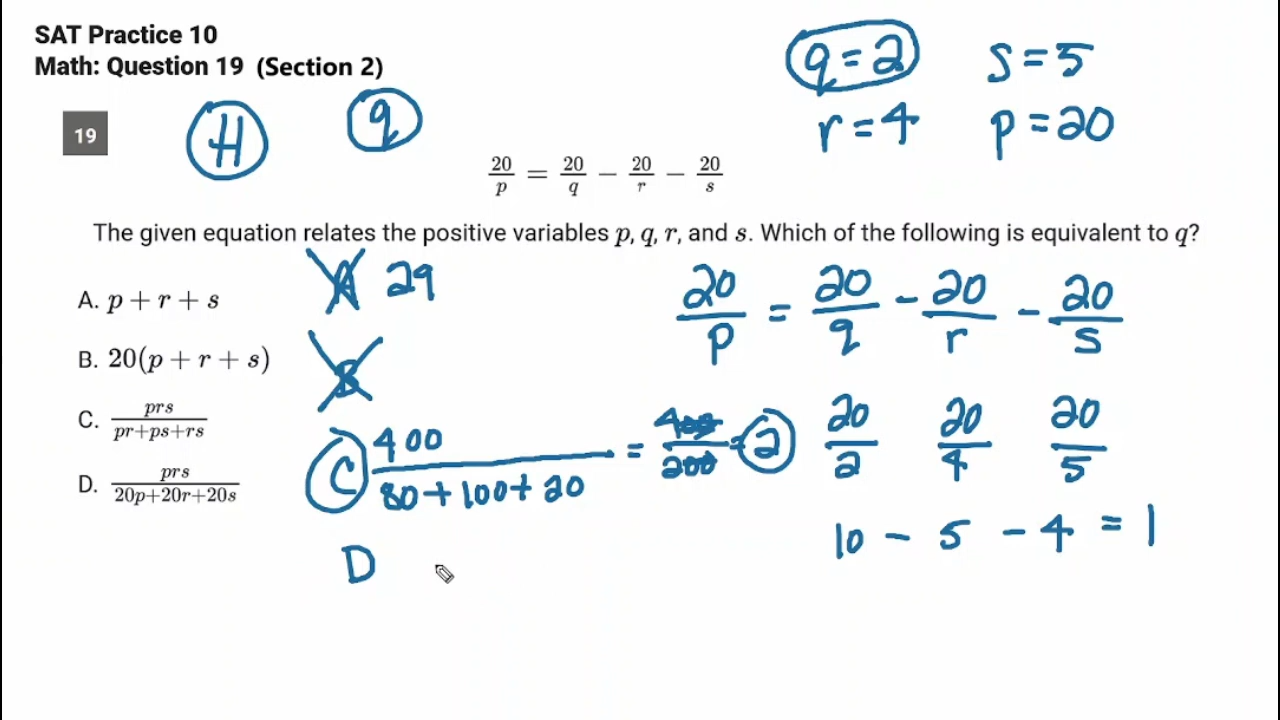 SAT Practice 10
Math: Question 19 (Section 2)
q = 2 s = 5
r = 4 p = 20
19 H q
20/p = 20/q − 20/r − 20/s
The given equation relates the positive variables p, q, r, and s. Which of the following is equivalent to q?
A. p + r + s
B. 20(p + r + s)
C. prs/(pr+ps+rs)
D. prs/(20p+20r+20s)
A 29
B
C 400/(80+100+20) = 400/200 = 2
D
20/p = 20/q − 20/r − 20/s
20/2 20/4 20/5
10 − 5 − 4 = 1